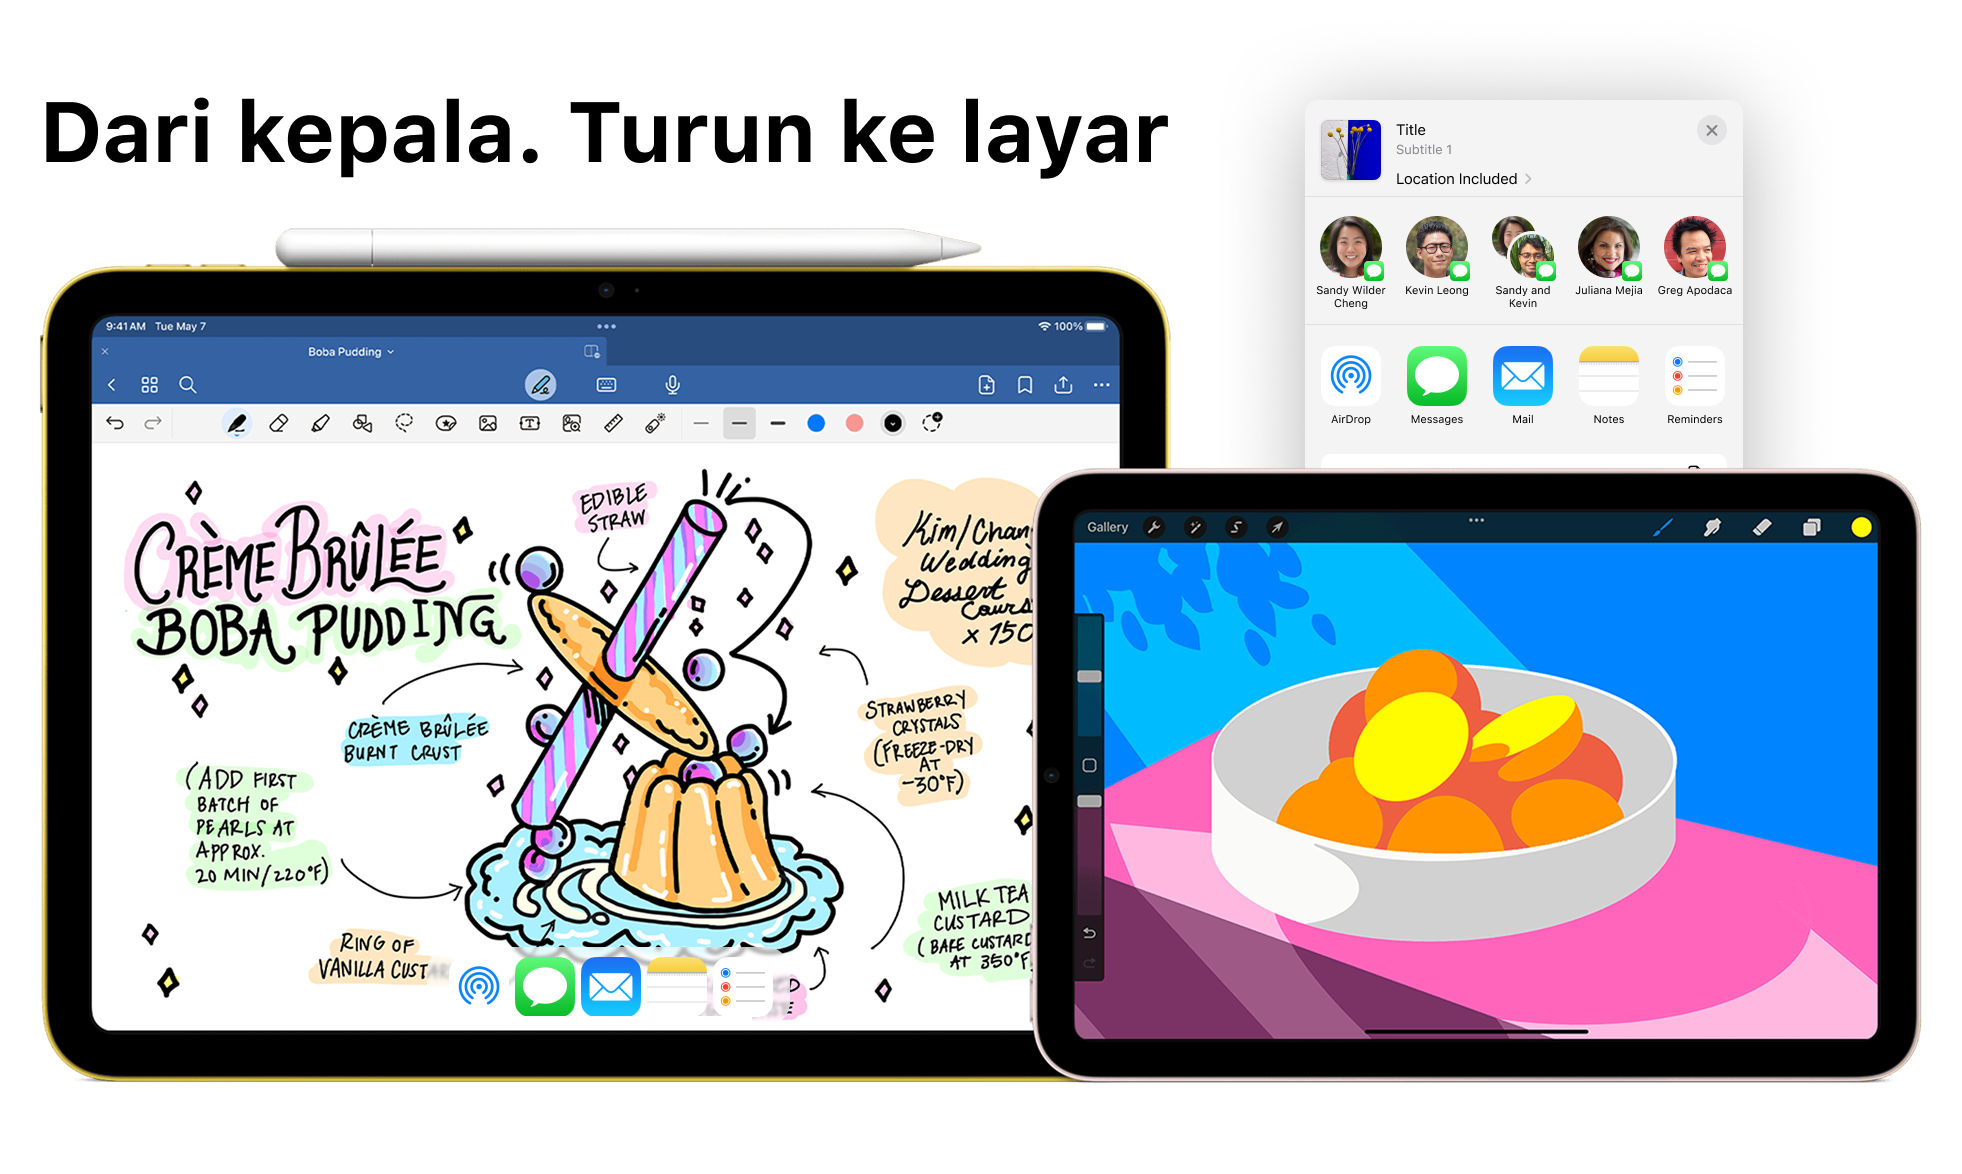 Dari kepala. Turun ke layar
Title
Subtitle 1
Location Included
Sandy Wilder
Cheng
Kevin Leong
Sandy and
Kevin
Juliana Mejia
Greg Apodaca
AirDrop
Messages
Mail
Notes
Reminders
9:41 AM Tue May 7
100%
Boba Pudding
CRÈME BRÛLÉE
BOBA PUDDING
EDIBLE
STRAW
Kim/Chan
Wedding
Dessert
x 150
CRÈME BRÛLÉE
BURNT CRUST
STRAWBERRY
CRYSTALS
(FREEZE-DRY
AT
-30°F)
(ADD FIRST
BATCH OF
PEARLS AT
APPROX.
20 MIN/220°F)
RING OF
VANILLA
MILK TEA
CUSTARD
(BAKE CUSTARD
AT 350°F
Gallery